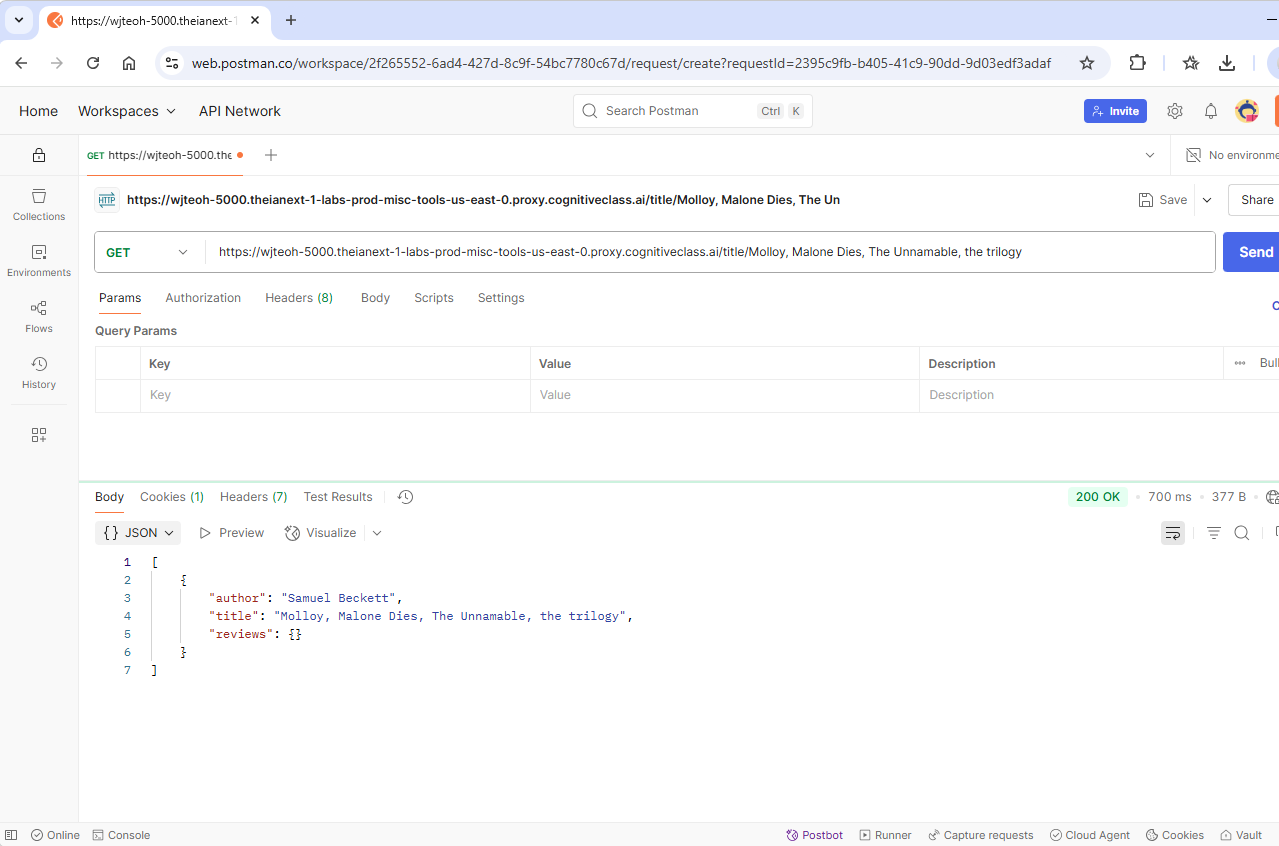 https://wjteoh-5000.theianext-1
web.postman.co/workspace/2f265552-6ad4-427d-8c9f-54bc7780c67d/request/create?requestId=2395c9fb-b405-41c9-90dd-9d03edf3adaf
Home Workspaces API Network Search Postman Ctrl K Invite
GET https://wjteoh-5000.the No environme
HTTP https://wjteoh-5000.theianext-1-labs-prod-misc-tools-us-east-0.proxy.cognitiveclass.ai/title/Molloy, Malone Dies, The Un Save Share
Collections
GET https://wjteoh-5000.theianext-1-labs-prod-misc-tools-us-east-0.proxy.cognitiveclass.ai/title/Molloy, Malone Dies, The Unnamable, the trilogy Send
Environments
Params Authorization Headers (8) Body Scripts Settings
Flows
Query Params
Key Value Description Bul
History
Key Value Description
Body Cookies (1) Headers (7) Test Results 200 OK 700 ms 377 B
{} JSON Preview Visualize
1 [
2 {
3 "author": "Samuel Beckett",
4 "title": "Molloy, Malone Dies, The Unnamable, the trilogy",
5 "reviews": {}
6 }
7 ]
Online Console Postbot Runner Capture requests Cloud Agent Cookies Vault